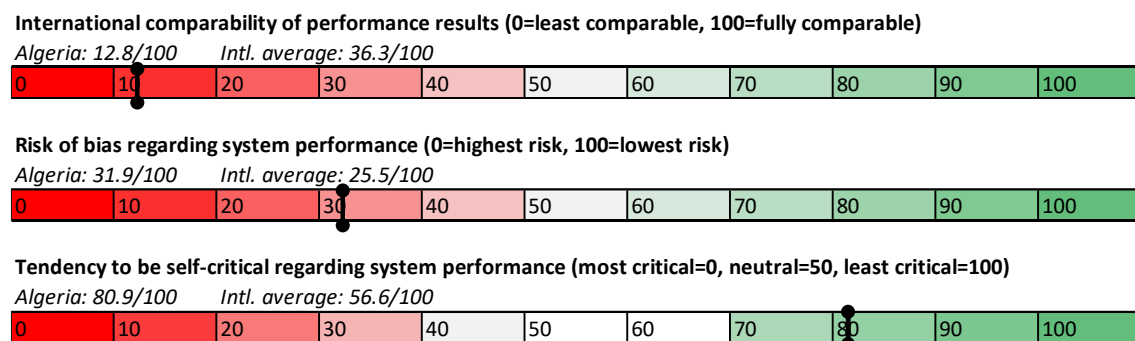 International comparability of performance results (0=least comparable, 100=fully comparable)
Algeria: 12.8/100 Intl. average: 36.3/100
0 10 20 30 40 50 60 70 80 90 100
Risk of bias regarding system performance (0=highest risk, 100=lowest risk)
Algeria: 31.9/100 Intl. average: 25.5/100
0 10 20 30 40 50 60 70 80 90 100
Tendency to be self-critical regarding system performance (most critical=0, neutral=50, least critical=100)
Algeria: 80.9/100 Intl. average: 56.6/100
0 10 20 30 40 50 60 70 80 90 100